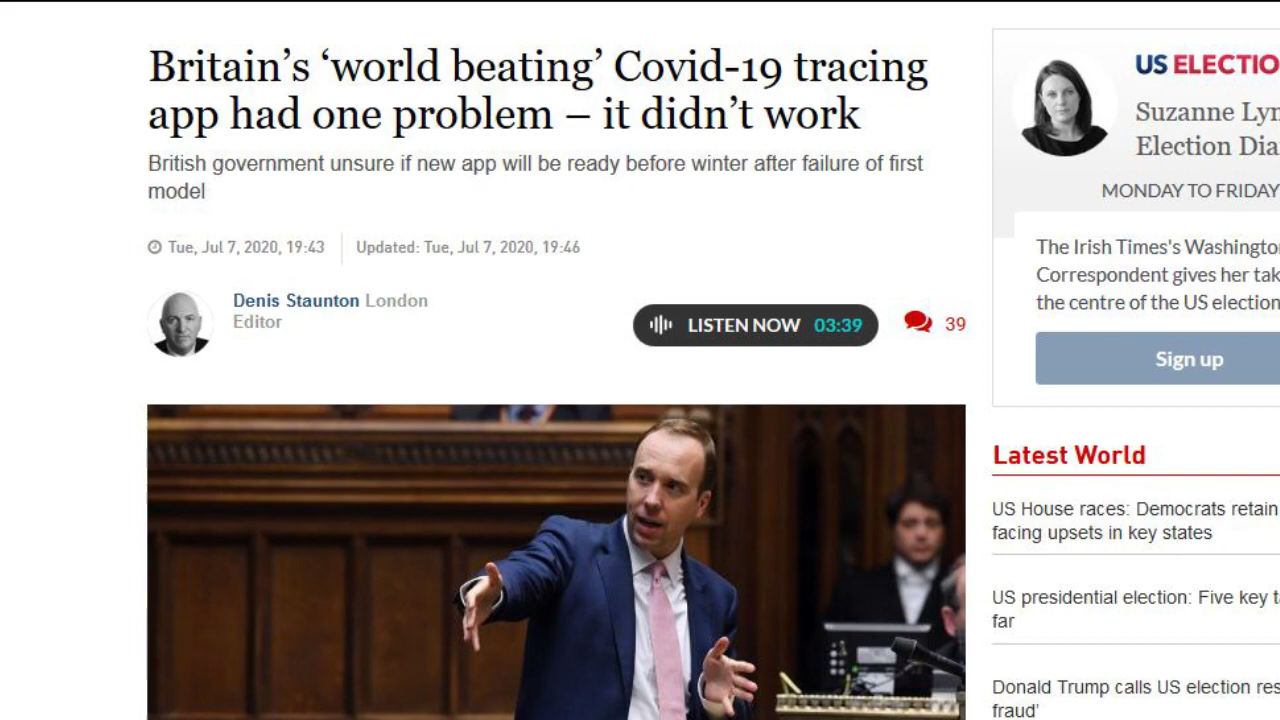 Britain’s ‘world beating’ Covid-19 tracing
app had one problem – it didn’t work
British government unsure if new app will be ready before winter after failure of first
model
Tue, Jul 7, 2020, 19:43
Updated: Tue, Jul 7, 2020, 19:46
Denis Staunton London
Editor
LISTEN NOW 03:39
39
US ELECTIO
Suzanne Lyn
Election Dia
MONDAY TO FRIDAY
The Irish Times's Washingto
Correspondent gives her tak
the centre of the US election
Sign up
Latest World
US House races: Democrats retain
facing upsets in key states
US presidential election: Five key t
far
Donald Trump calls US election res
fraud’